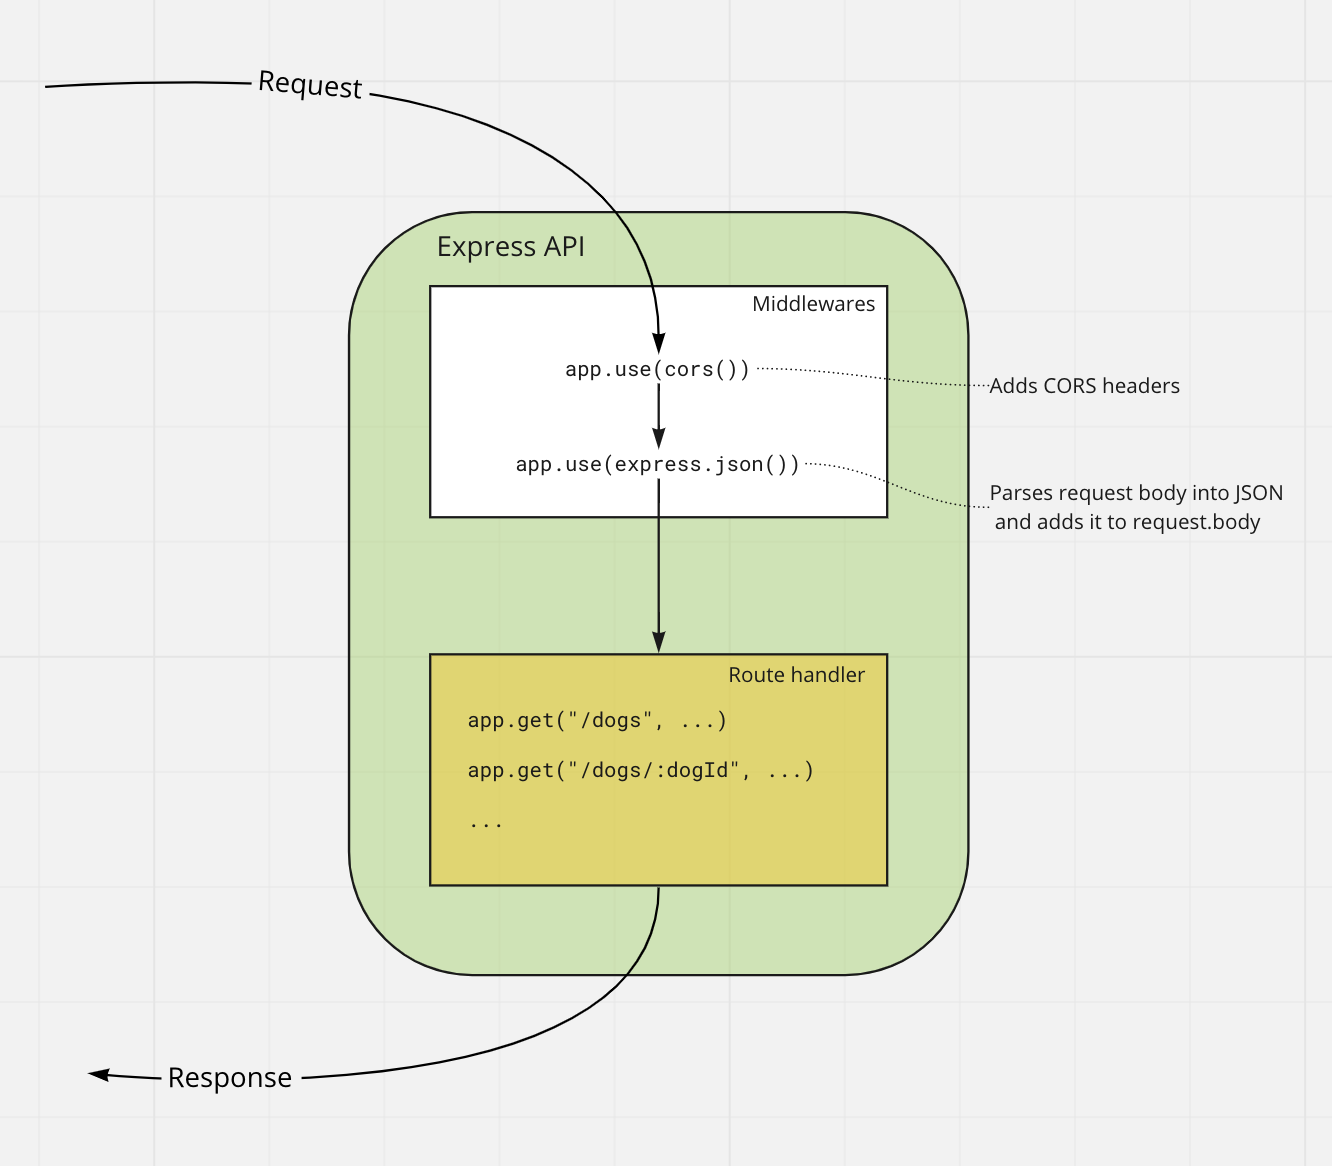 Request
Express API
Middlewares
app.use(cors())
Adds CORS headers
app.use(express.json())
Parses request body into JSON
and adds it to request.body
Route handler
app.get("/dogs", ...)
app.get("/dogs/:dogId", ...)
...
Response